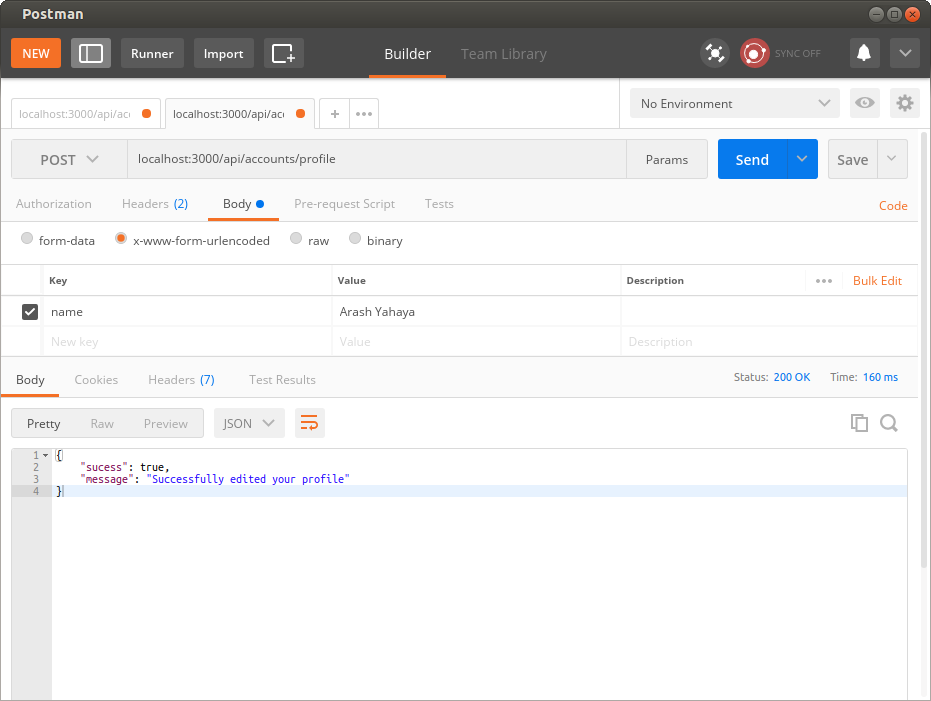 Postman
NEW Runner Import Builder Team Library SYNC OFF
localhost:3000/api/acc localhost:3000/api/acc + ••• No Environment
POST localhost:3000/api/accounts/profile Params Send Save
Authorization Headers (2) Body Pre-request Script Tests Code
form-data x-www-form-urlencoded raw binary
Key Value Description ••• Bulk Edit
name Arash Yahaya
New key Value Description
Body Cookies Headers (7) Test Results Status: 200 OK Time: 160 ms
Pretty Raw Preview JSON
1 {
2 "sucess": true,
3 "message": "Successfully edited your profile"
4 }